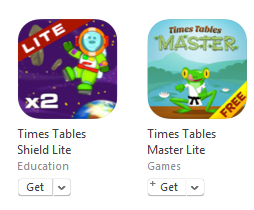 LITE
x2
Times Tables
Shield Lite
Education
Get
Times Tables
MASTER
FREE
Times Tables
Master Lite
Games
+ Get